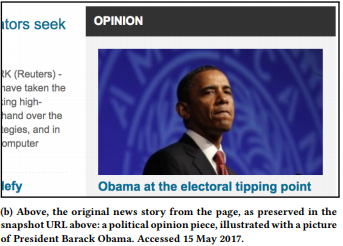 ators seek
OPINION
RK (Reuters) -
have taken the
king high-
hand over the
tegies, and in
omputer
lefy
Obama at the electoral tipping point
(b) Above, the original news story from the page, as preserved in the
snapshot URL above: a political opinion piece, illustrated with a picture
of President Barack Obama. Accessed 15 May 2017.